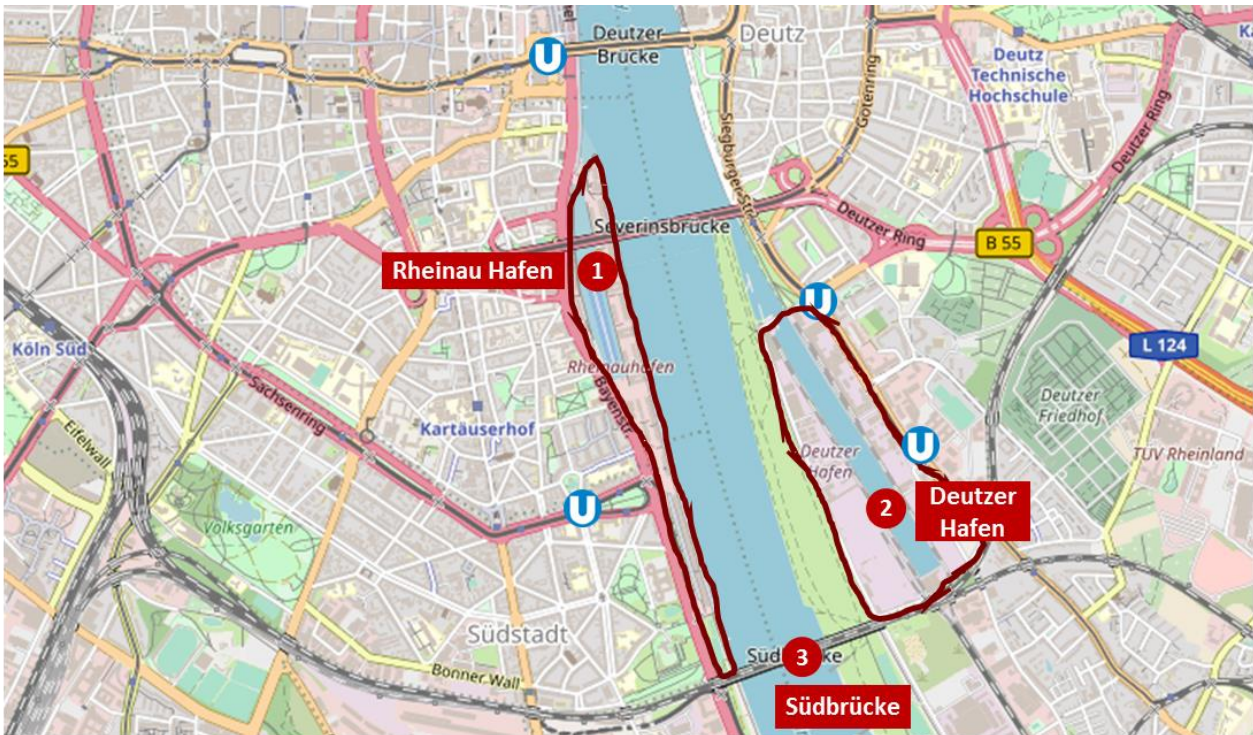 Deutzer
Brücke
Deutz
U
Deutz
Technische
Hochschule
Gotenring
Siegburger Str.
Deutzer Ring
55
Severinsbrücke
Deutzer Ring
B 55
Rheinau Hafen
1
U
L 124
Köln Süd
Rheinauhafen
Bayenstr.
Sachsenring
Kartäuserhof
Deutzer
Friedhof
Eifelwall
Deutzer
Hafen
U
TÜV Rheinland
U
2
Deutzer
Hafen
Volksgarten
Südstadt
3
Südbrücke
Bonner Wall